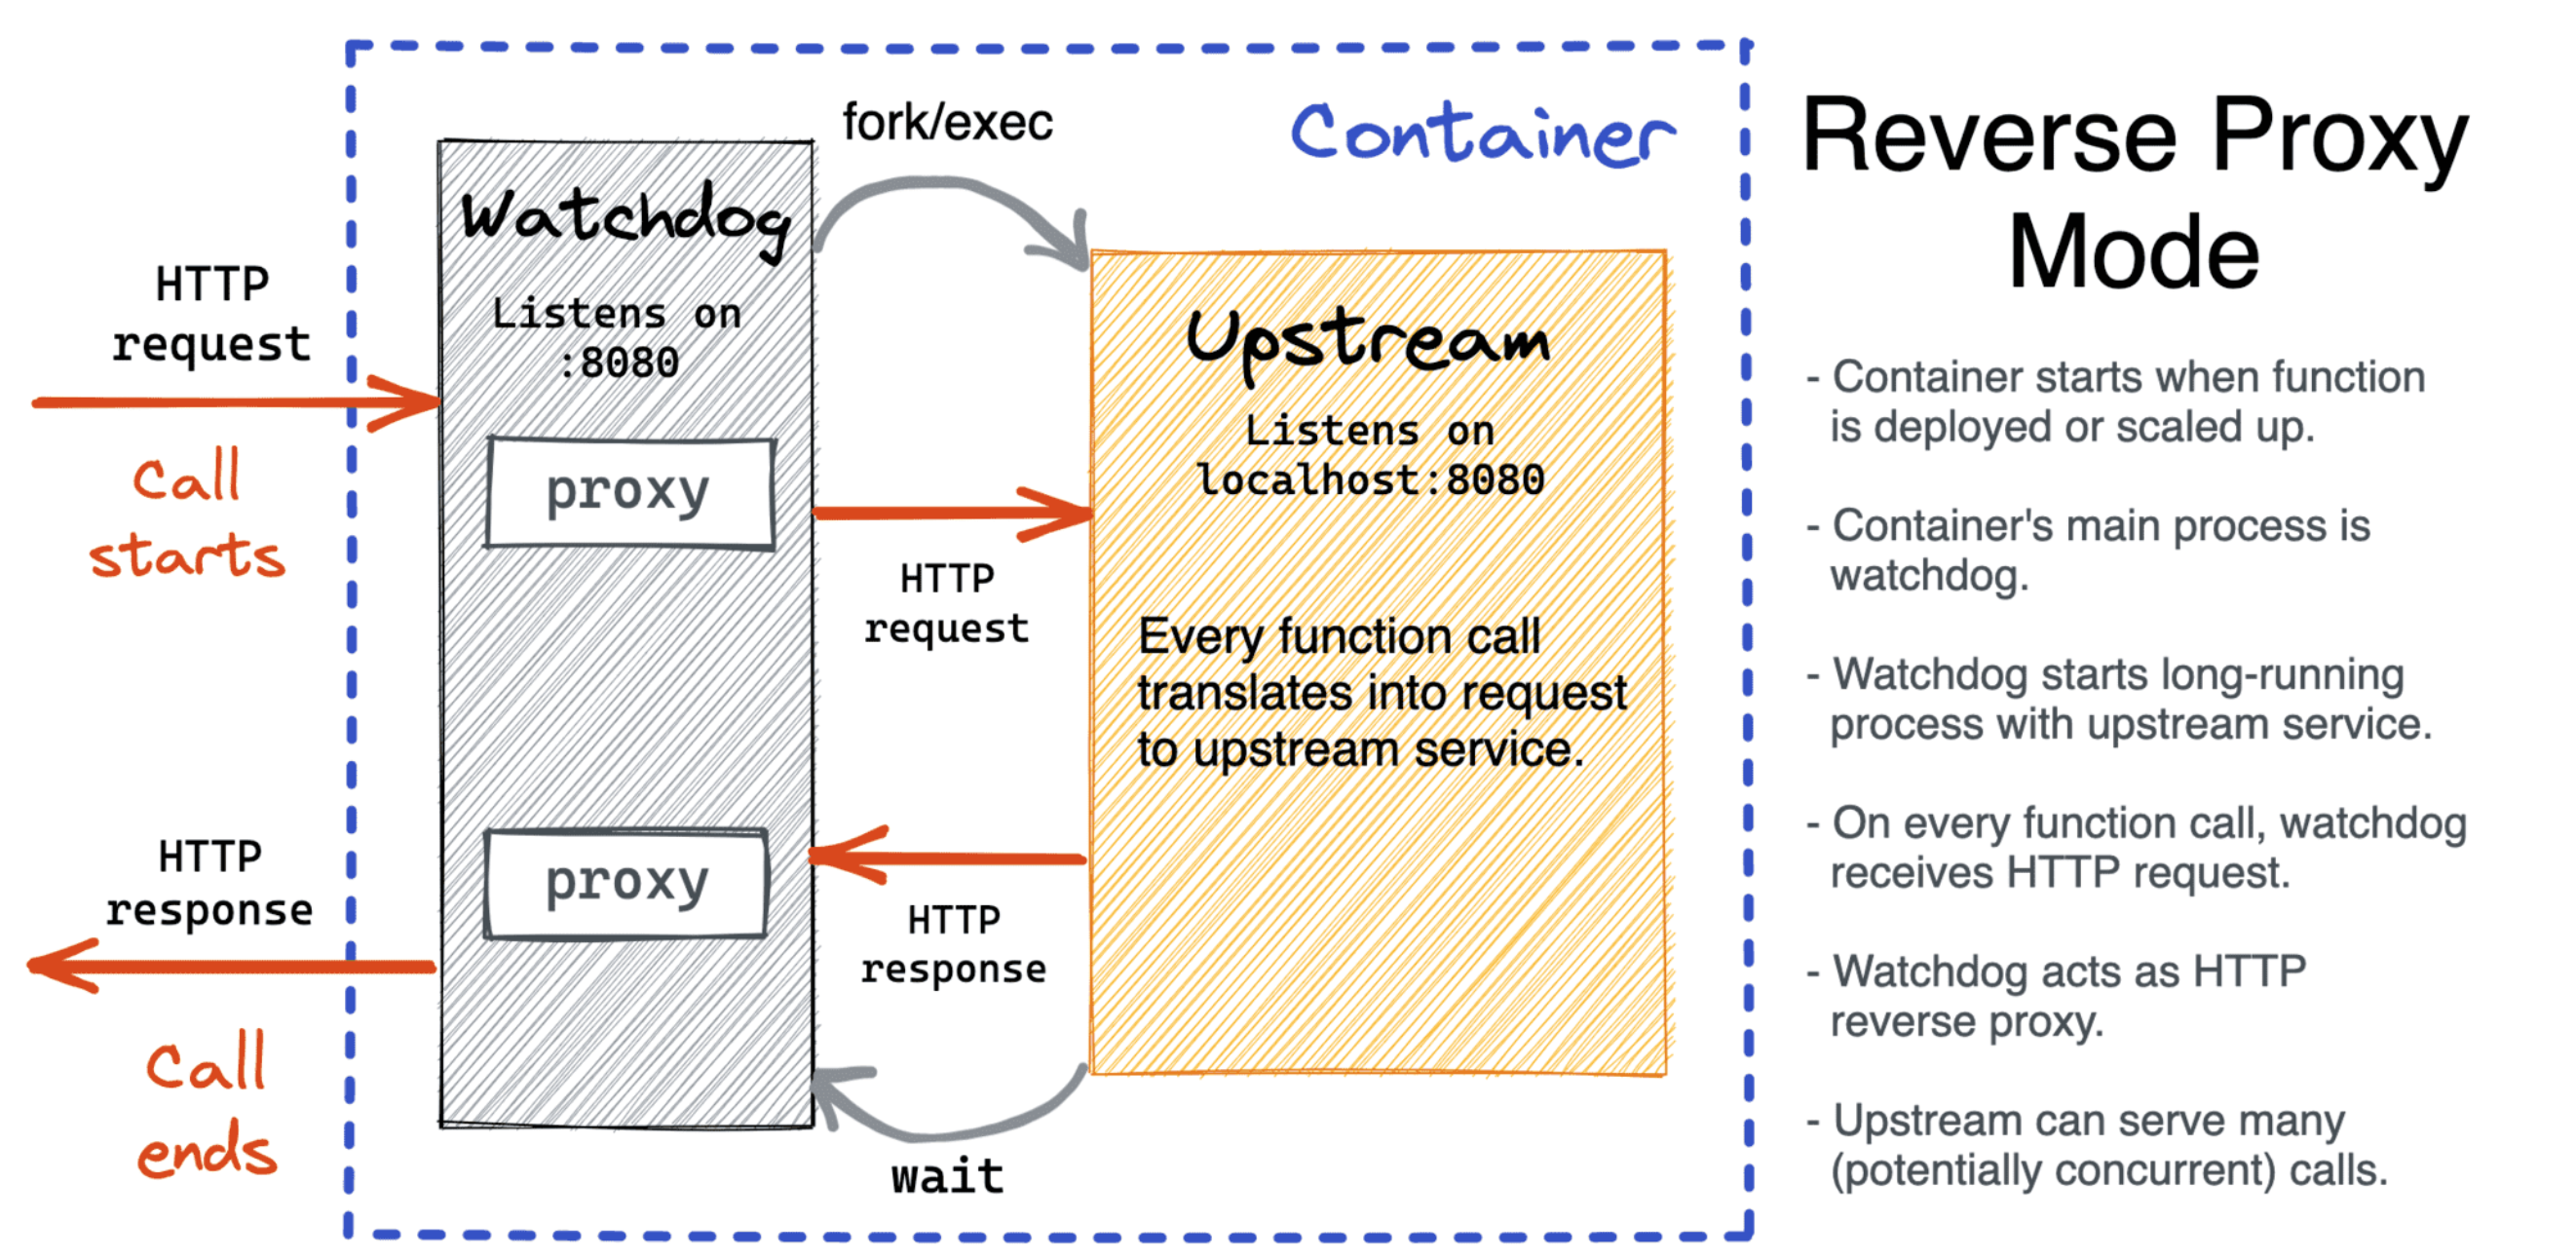 fork/exec
Container
Watchdog
Listens on
:8080
HTTP
request
Call
starts
proxy
HTTP
request
Upstream
Listens on
localhost:8080
Every function call
translates into request
to upstream service.
HTTP
response
Call
ends
proxy
HTTP
response
wait
Reverse Proxy
Mode
- Container starts when function
is deployed or scaled up.
- Container's main process is
watchdog.
- Watchdog starts long-running
process with upstream service.
- On every function call, watchdog
receives HTTP request.
- Watchdog acts as HTTP
reverse proxy.
- Upstream can serve many
(potentially concurrent) calls.